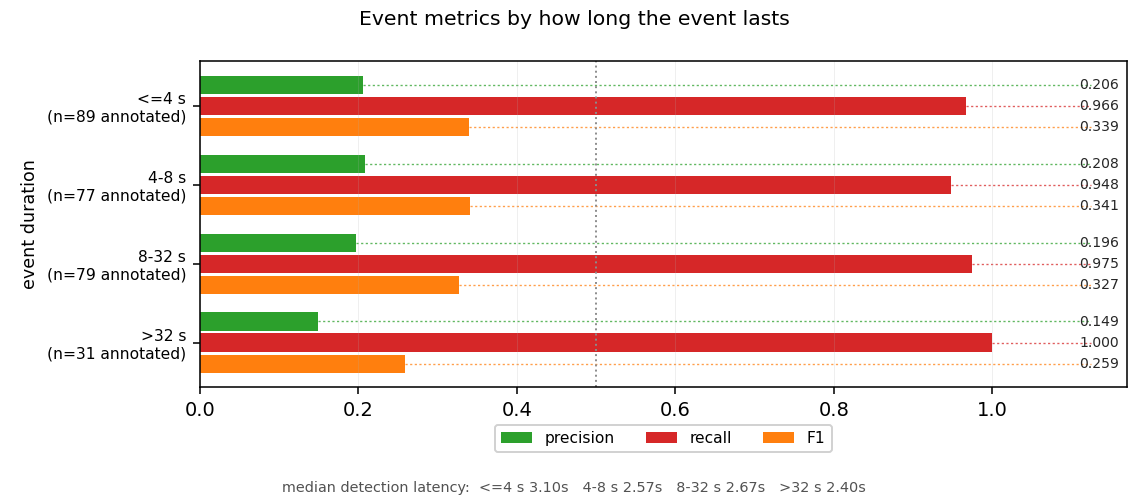 Event metrics by how long the event lasts
event duration
<=4 s
(n=89 annotated)
0.206
0.966
0.339
4-8 s
(n=77 annotated)
0.208
0.948
0.341
8-32 s
(n=79 annotated)
0.196
0.975
0.327
>32 s
(n=31 annotated)
0.149
1.000
0.259
0.0 0.2 0.4 0.6 0.8 1.0
precision recall F1
median detection latency: <=4 s 3.10s 4-8 s 2.57s 8-32 s 2.67s >32 s 2.40s